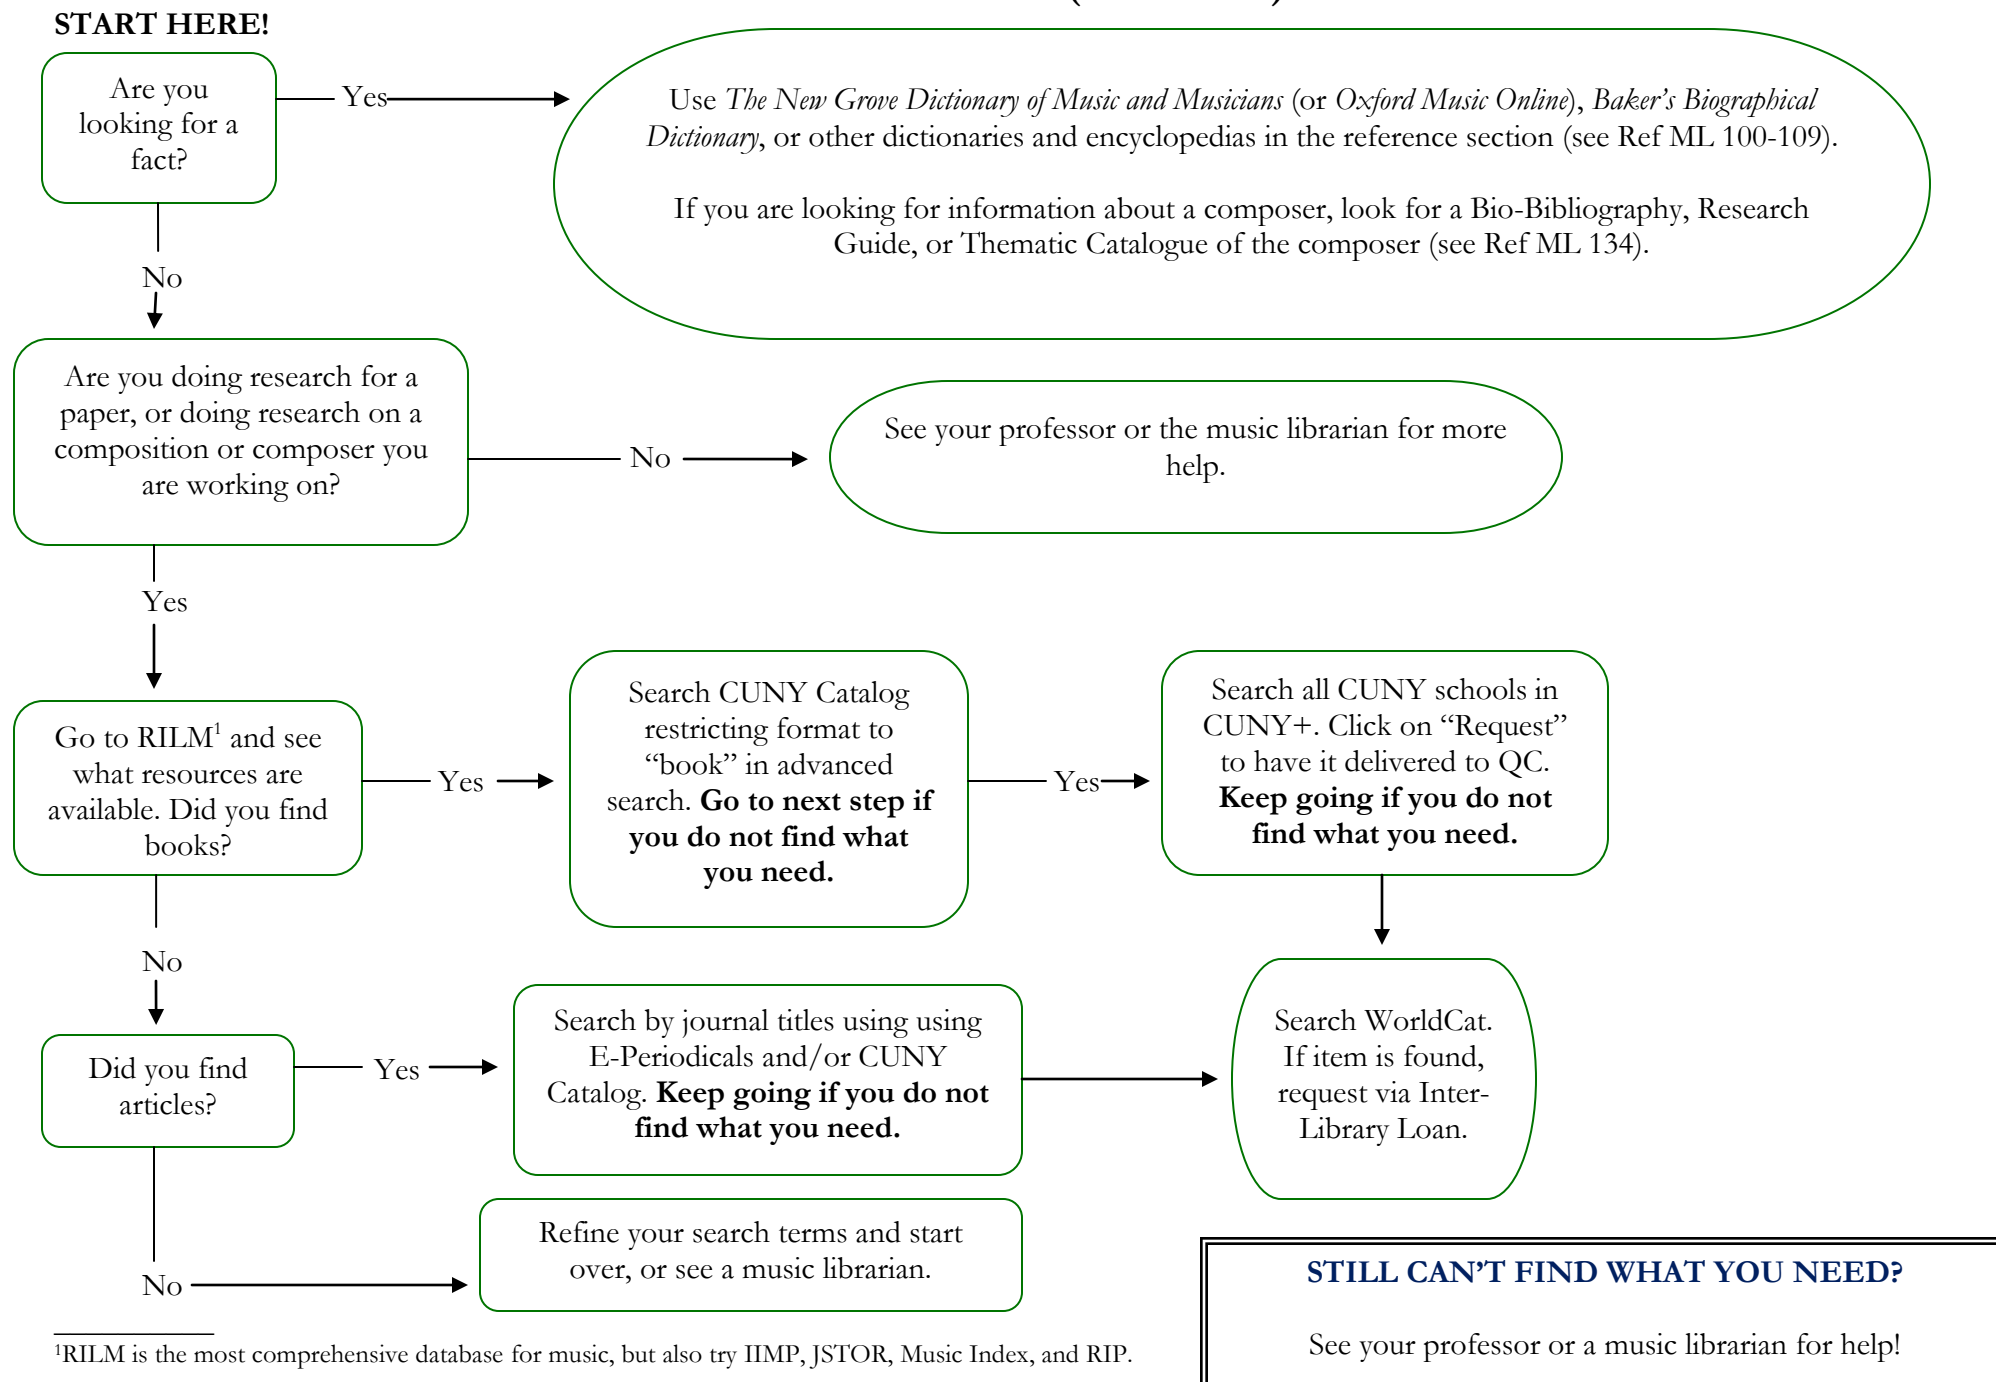 START HERE!
Are you
looking for a
fact?
Yes
Use The New Grove Dictionary of Music and Musicians (or Oxford Music Online), Baker’s Biographical
Dictionary, or other dictionaries and encyclopedias in the reference section (see Ref ML 100-109).
If you are looking for information about a composer, look for a Bio-Bibliography, Research
Guide, or Thematic Catalogue of the composer (see Ref ML 134).
No
Are you doing research for a
paper, or doing research on a
composition or composer you
are working on?
No
See your professor or the music librarian for more
help.
Yes
Go to RILM¹ and see
what resources are
available. Did you find
books?
Yes
Search CUNY Catalog
restricting format to
“book” in advanced
search. Go to next step if
you do not find what
you need.
Yes
Search all CUNY schools in
CUNY+. Click on “Request”
to have it delivered to QC.
Keep going if you do not
find what you need.
No
Did you find
articles?
Yes
Search by journal titles using using
E-Periodicals and/or CUNY
Catalog. Keep going if you do not
find what you need.
Search WorldCat.
If item is found,
request via Inter-
Library Loan.
No
Refine your search terms and start
over, or see a music librarian.
¹RILM is the most comprehensive database for music, but also try IIMP, JSTOR, Music Index, and RIP.
STILL CAN’T FIND WHAT YOU NEED?
See your professor or a music librarian for help!